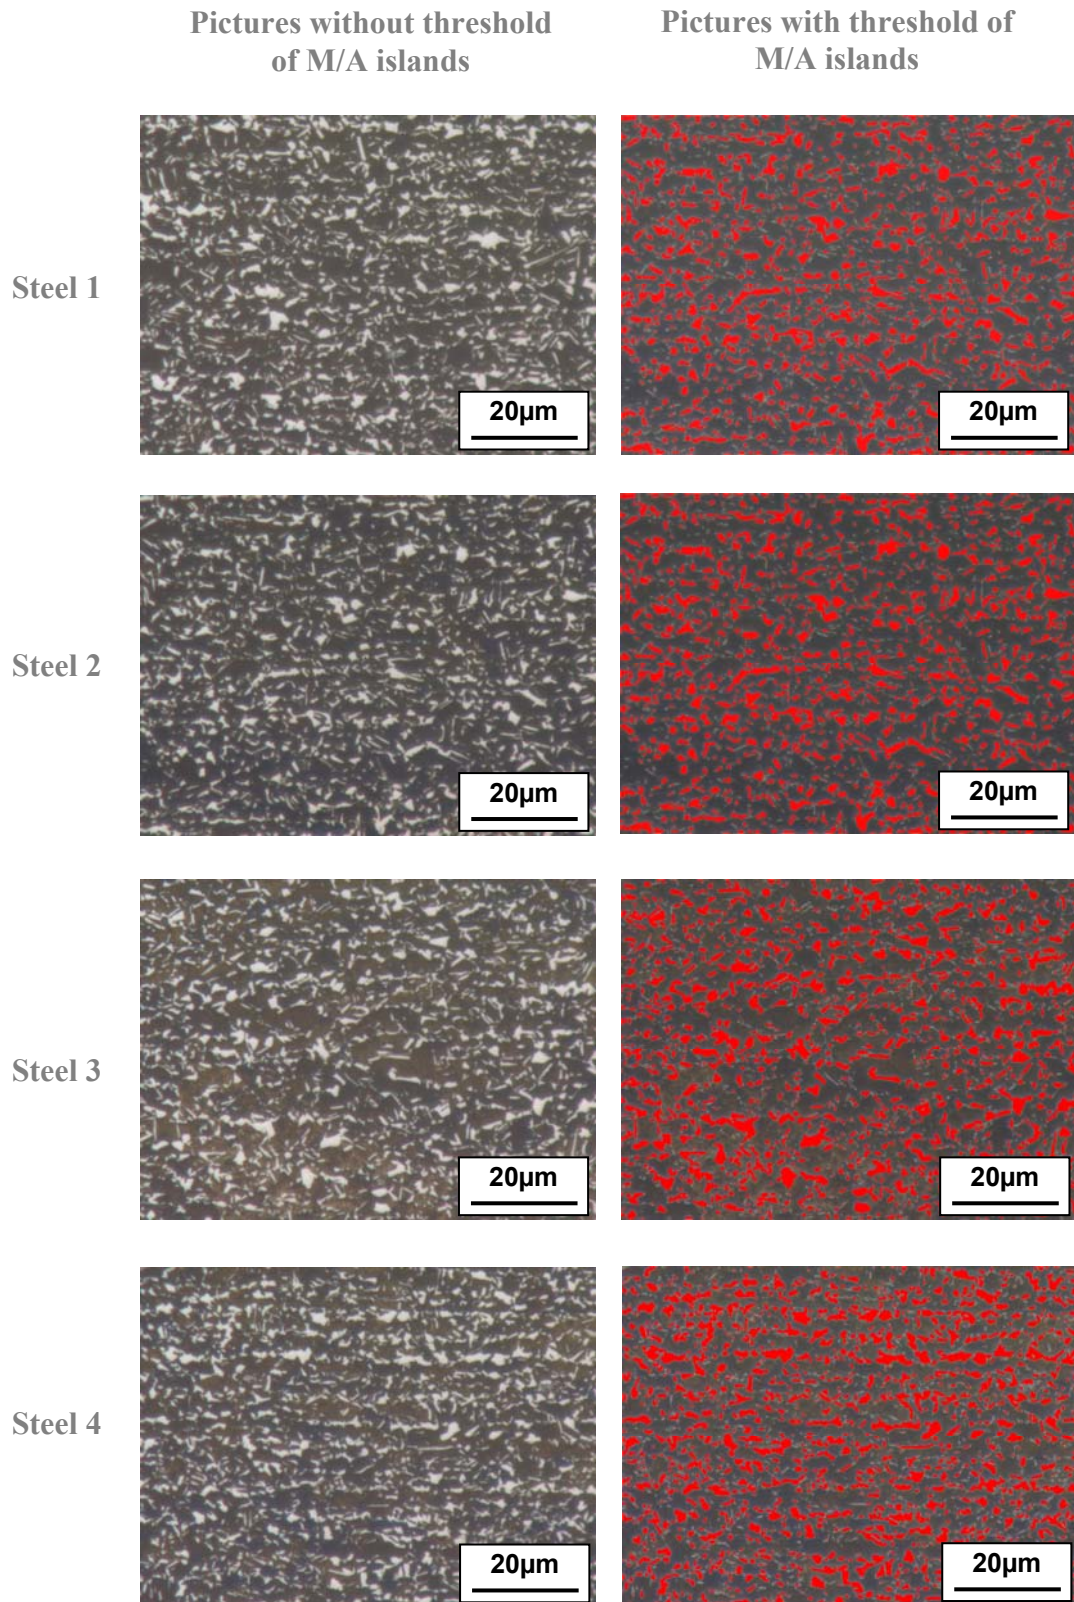 Pictures without threshold
of M/A islands
Pictures with threshold of
M/A islands
Steel 1
20µm
20µm
Steel 2
20µm
20µm
Steel 3
20µm
20µm
Steel 4
20µm
20µm